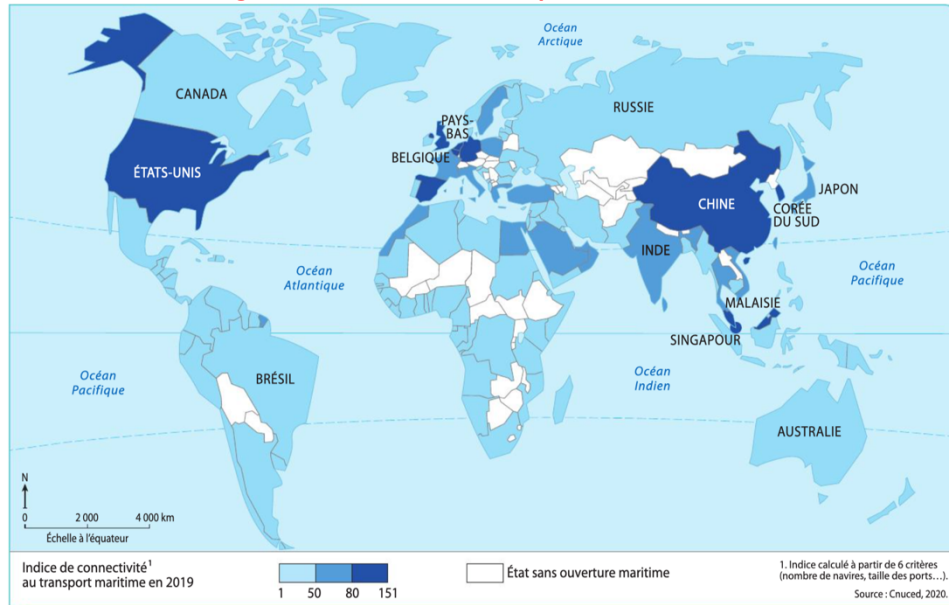 Océan
Arctique
CANADA
RUSSIE
PAYS-
BAS
BELGIQUE
ÉTATS-UNIS
CHINE
JAPON
CORÉE
DU SUD
INDE
Océan
Atlantique
Océan
Pacifique
MALAISIE
SINGAPOUR
Océan
Pacifique
BRÉSIL
Océan
Indien
AUSTRALIE
N
0 2 000 4 000 km
Échelle à l'équateur
Indice de connectivité¹
au transport maritime en 2019
1 50 80 151
État sans ouverture maritime
1. Indice calculé à partir de 6 critères
(nombre de navires, taille des ports…).
Source : Cnuced, 2020.